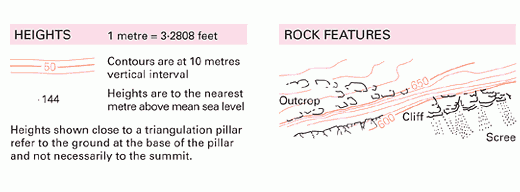 HEIGHTS 1 metre = 3·2808 feet
50
Contours are at 10 metres
vertical interval
·144
Heights are to the nearest
metre above mean sea level
Heights shown close to a triangulation pillar
refer to the ground at the base of the pillar
and not necessarily to the summit.
ROCK FEATURES
650
Outcrop
600
Cliff
Scree